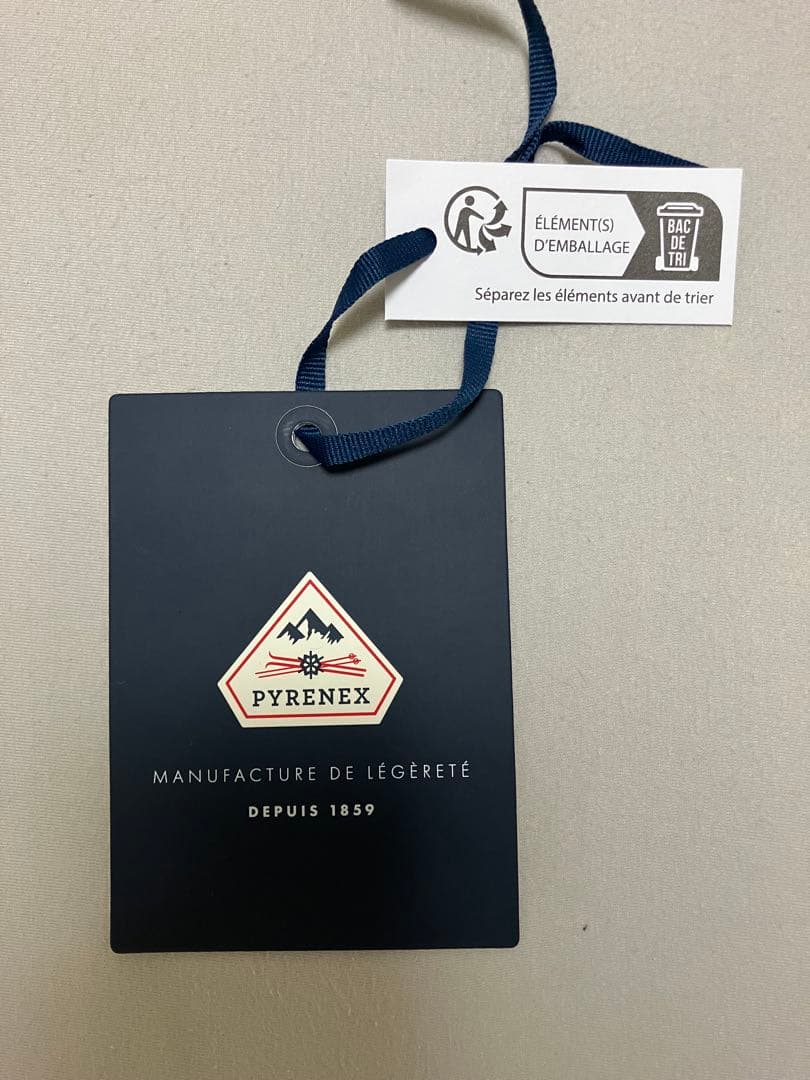 ÉLÉMENT(S)
D'EMBALLAGE
BAC
DE
TRI
Séparez les éléments avant de trier
PYRENEX
MANUFACTURE DE LÉGÈRETÉ
DEPUIS 1859